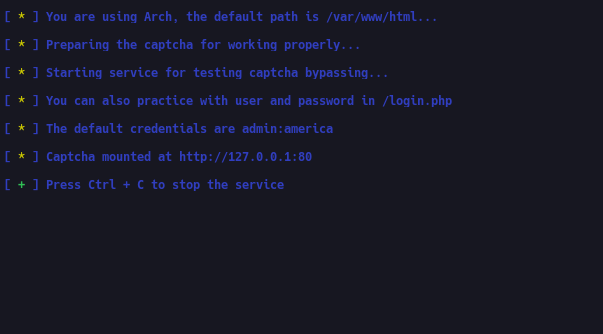 [ * ] You are using Arch, the default path is /var/www/html...
[ * ] Preparing the captcha for working properly...
[ * ] Starting service for testing captcha bypassing...
[ * ] You can also practice with user and password in /login.php
[ * ] The default credentials are admin:america
[ * ] Captcha mounted at http://127.0.0.1:80
[ + ] Press Ctrl + C to stop the service